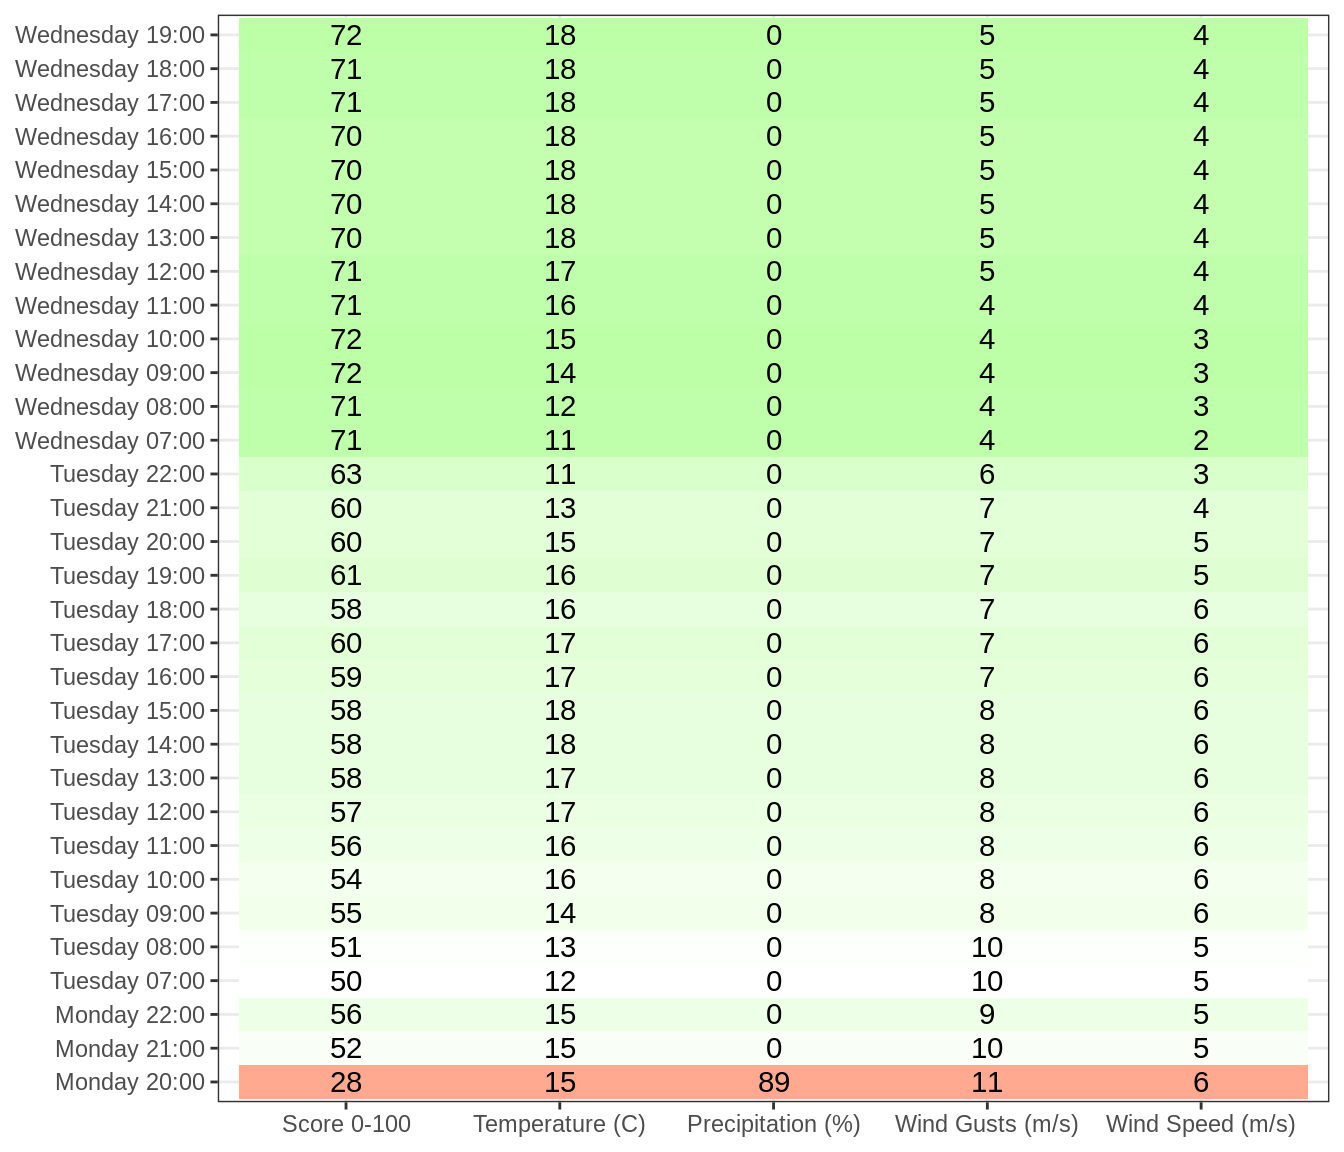 Wednesday 19:00 72 18 0 5 4
Wednesday 18:00 71 18 0 5 4
Wednesday 17:00 71 18 0 5 4
Wednesday 16:00 70 18 0 5 4
Wednesday 15:00 70 18 0 5 4
Wednesday 14:00 70 18 0 5 4
Wednesday 13:00 70 18 0 5 4
Wednesday 12:00 71 17 0 5 4
Wednesday 11:00 71 16 0 4 4
Wednesday 10:00 72 15 0 4 3
Wednesday 09:00 72 14 0 4 3
Wednesday 08:00 71 12 0 4 3
Wednesday 07:00 71 11 0 4 2
Tuesday 22:00 63 11 0 6 3
Tuesday 21:00 60 13 0 7 4
Tuesday 20:00 60 15 0 7 5
Tuesday 19:00 61 16 0 7 5
Tuesday 18:00 58 16 0 7 6
Tuesday 17:00 60 17 0 7 6
Tuesday 16:00 59 17 0 7 6
Tuesday 15:00 58 18 0 8 6
Tuesday 14:00 58 18 0 8 6
Tuesday 13:00 58 17 0 8 6
Tuesday 12:00 57 17 0 8 6
Tuesday 11:00 56 16 0 8 6
Tuesday 10:00 54 16 0 8 6
Tuesday 09:00 55 14 0 8 6
Tuesday 08:00 51 13 0 10 5
Tuesday 07:00 50 12 0 10 5
Monday 22:00 56 15 0 9 5
Monday 21:00 52 15 0 10 5
Monday 20:00 28 15 89 11 6
Score 0-100 Temperature (C) Precipitation (%) Wind Gusts (m/s) Wind Speed (m/s)